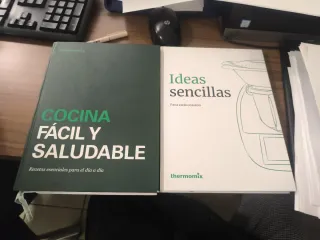 COCINA
FÁCIL Y
SALUDABLE
Recetas esenciales para el día a día
Ideas
sencillas
thermomix